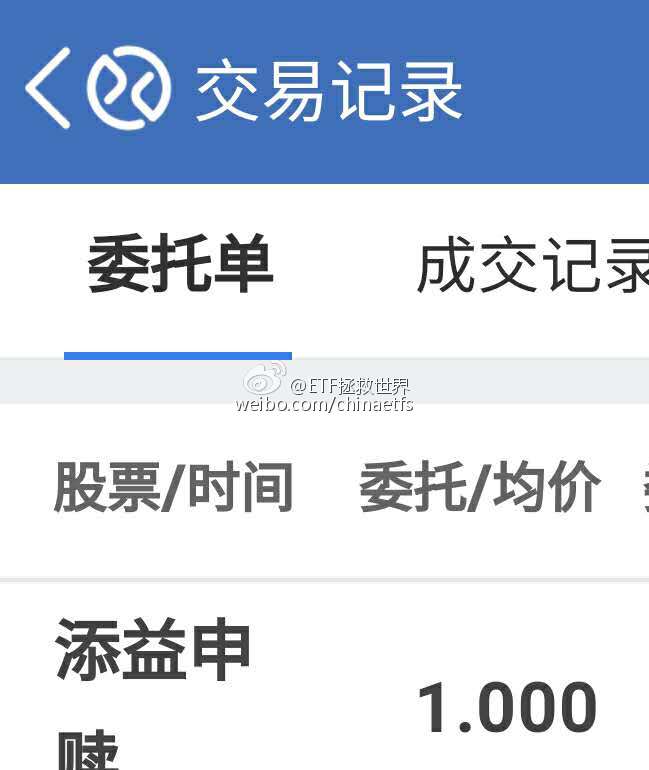 交易记录
委托单 成交记录
@ETF拯救世界
weibo.com/chinaetfs
股票/时间 委托/均价
添益申
赎 1.000